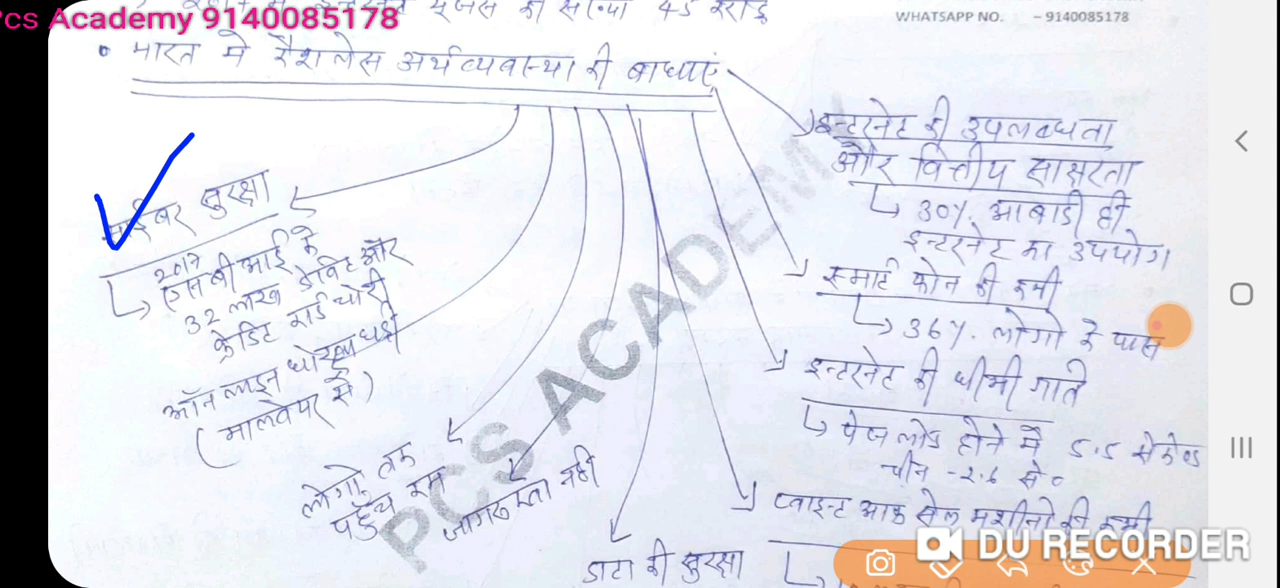 Pcs Academy 9140085178
WHATSAPP NO. - 9140085178
45 करोड़
• भारत मे कैशलेस अर्थव्यवस्था की बाधाएं
इन्टरनेट की उपलब्धता
और वित्तीय साक्षरता
30% आबादी ही
इन्टरनेट का उपयोग
स्मार्ट फोन की कमी
36% लोगो के पास
इन्टरनेट की धीमी गति
पेज लोड होने मे 5.5 सेकेण्ड
चीन - 2.6 से०
प्वाइन्ट आफ सेल मशीनो की कमी
साईबर सुरक्षा
2017
एसबीआई के
32 लाख डेबिट और
क्रेडिट कार्ड चोरी
ऑनलाइन धोखाधड़ी
(मालवेयर से)
लोगो तक
पहुँच कम
जागरूकता नही
डाटा की सुरक्षा
PCS ACADEMY
DU RECORDER